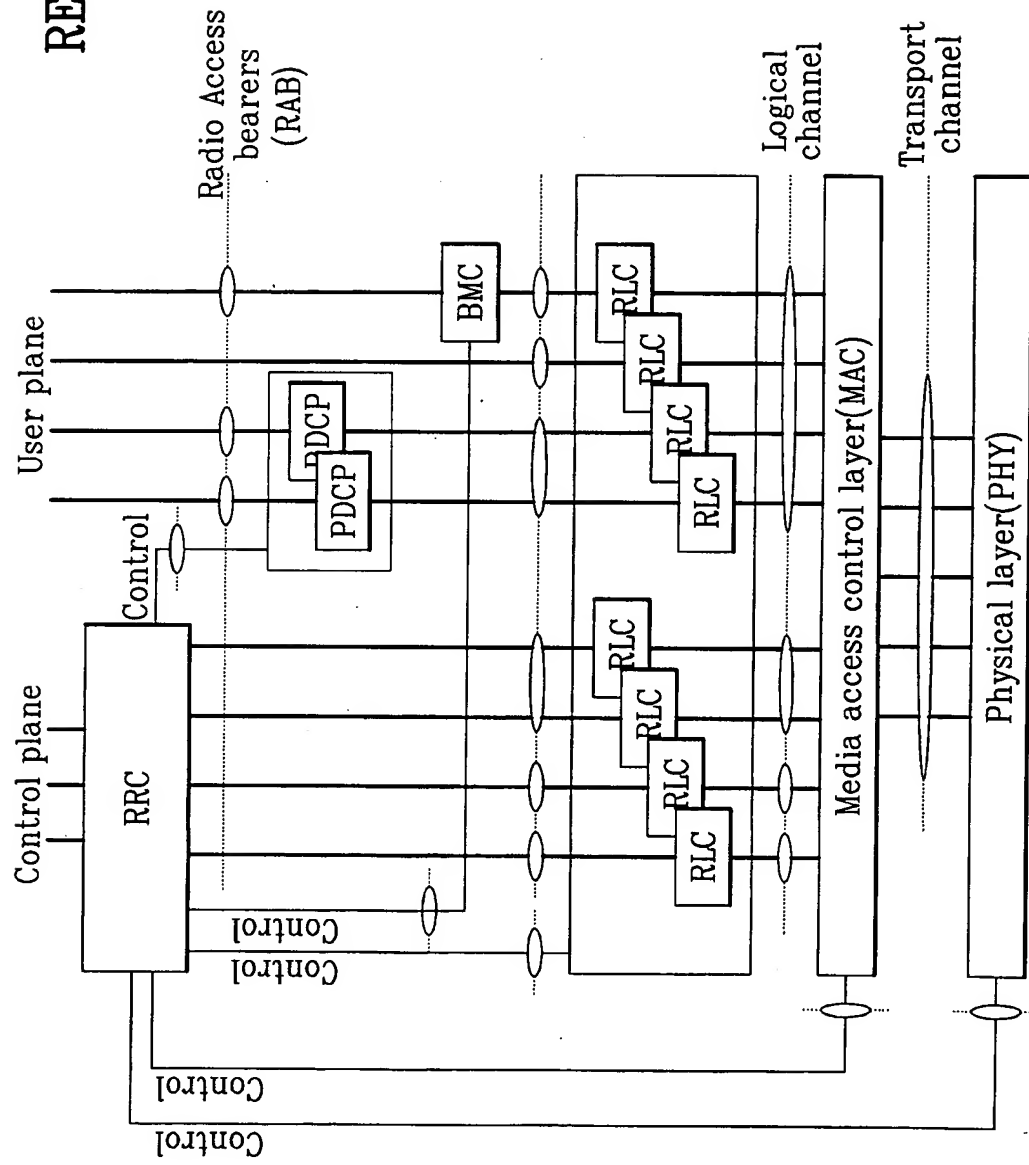 RE
Control plane
User plane
Radio Access
bearers
(RAB)
RRC
Control
PDCP
PDCP
BMC
Control
Control
RLC
RLC
RLC
RLC
RLC
RLC
RLC
RLC
Logical
channel
Media access control layer(MAC)
Transport
channel
Physical layer(PHY)
Control
Control